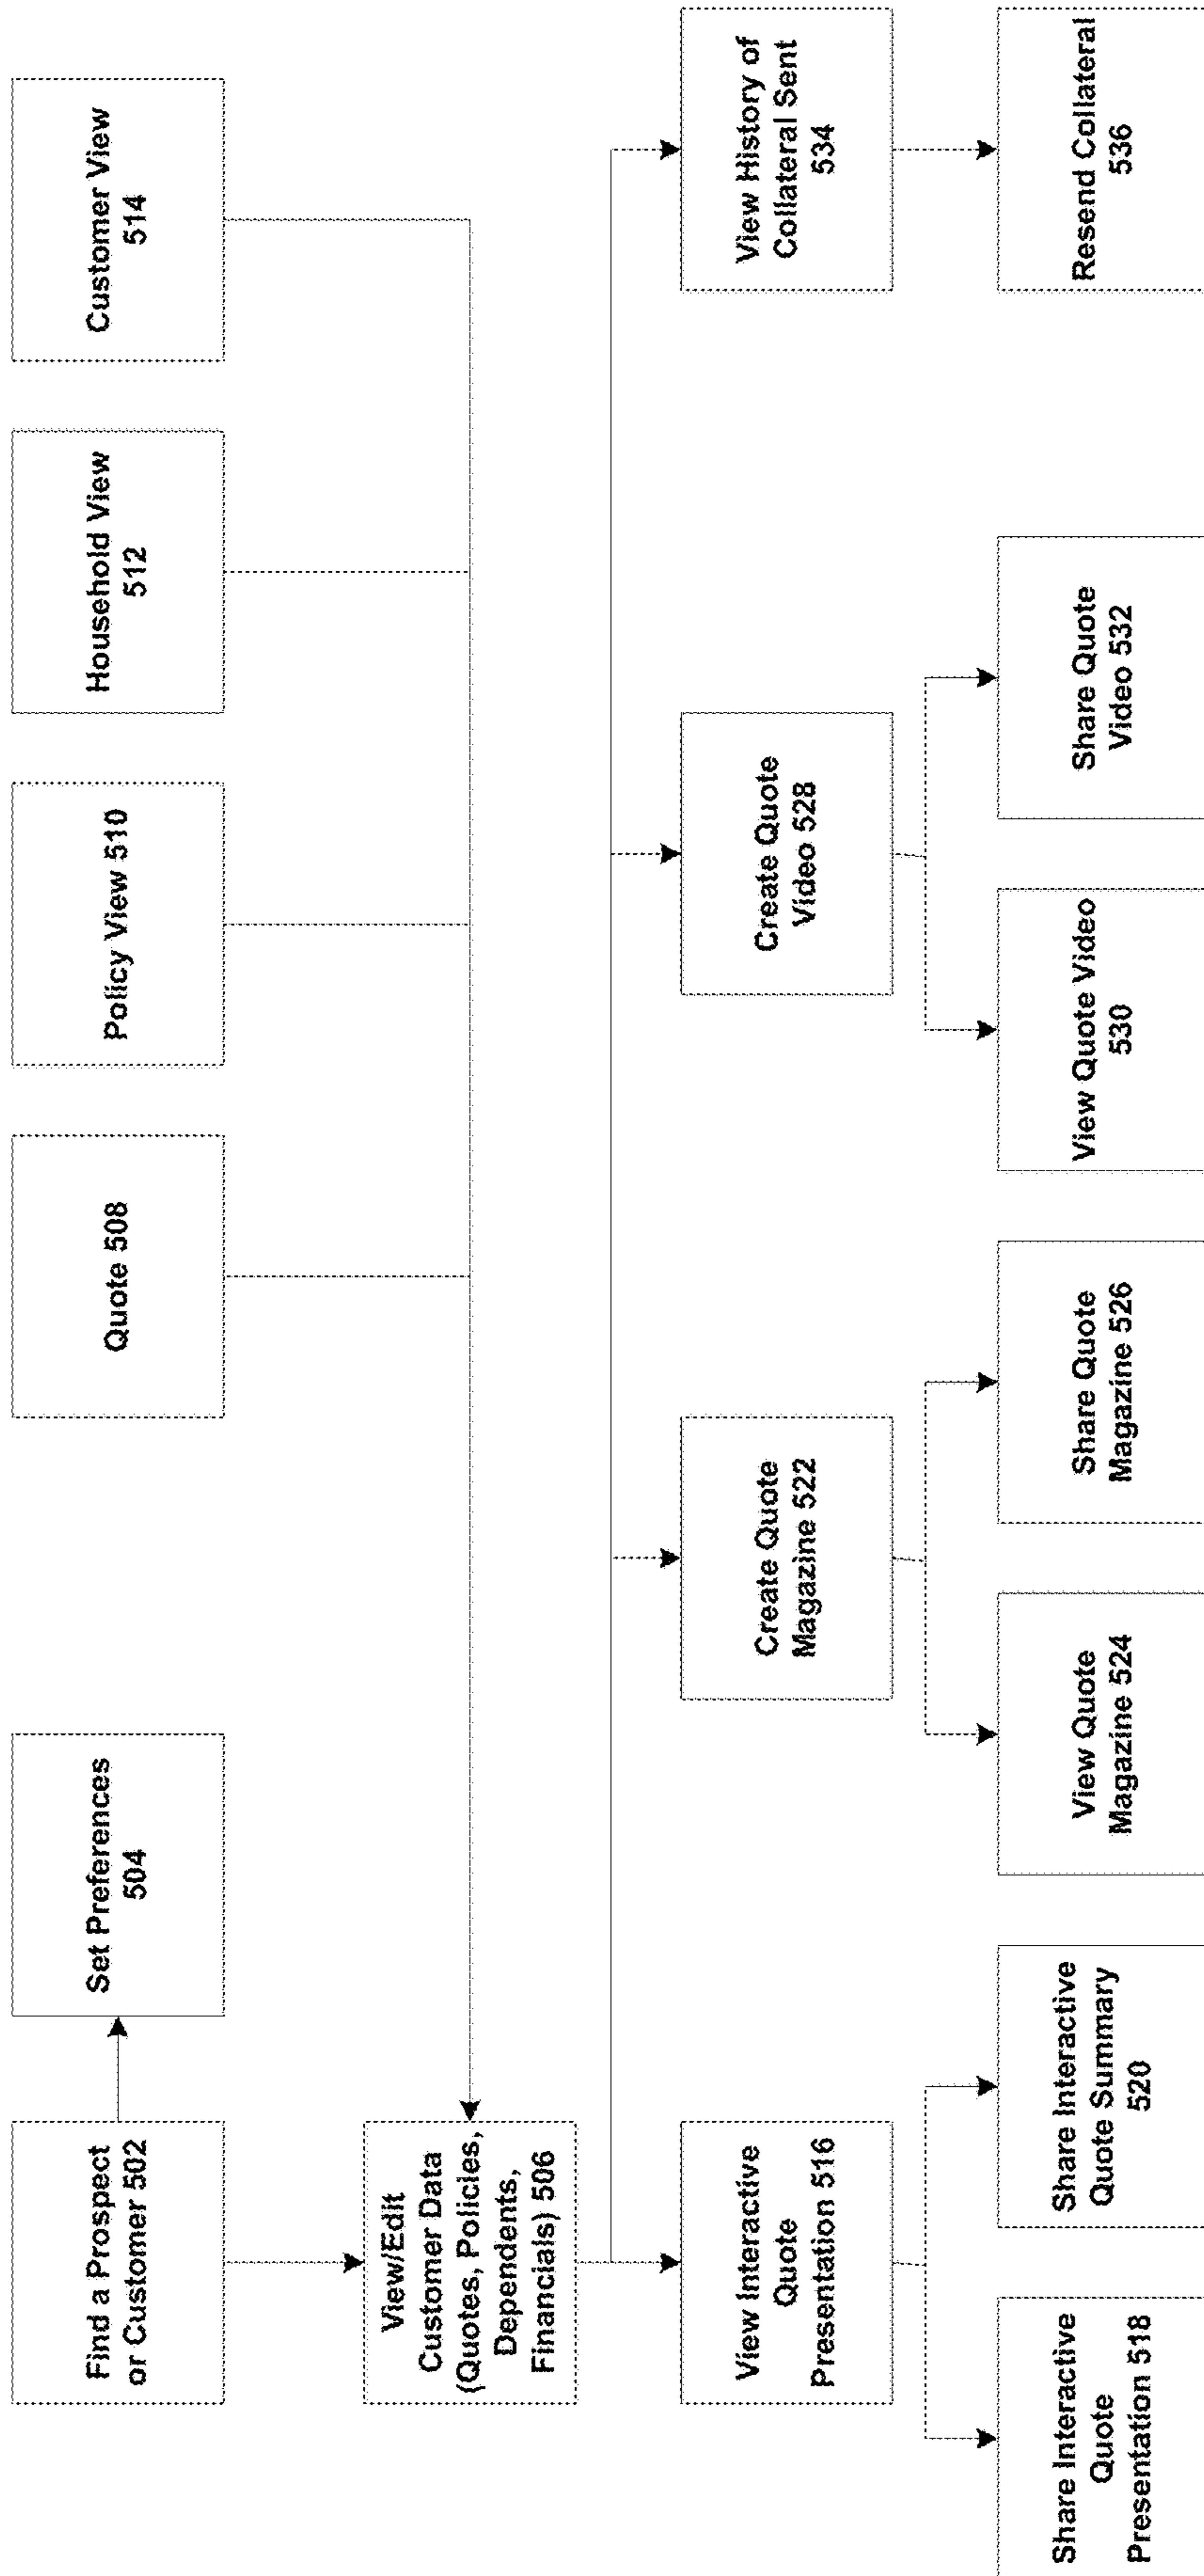 Find a Prospect
or Customer 502
Set Preferences
504
Quote 508
Policy View 510
Household View
512
Customer View
514
View/Edit
Customer Data
(Quotes, Policies,
Dependents,
Financials) 506
View Interactive
Quote
Presentation 516
Create Quote
Magazine 522
Create Quote
Video 528
View History of
Collateral Sent
534
Share Interactive
Quote
Presentation 518
Share Interactive
Quote Summary
520
View Quote
Magazine 524
Share Quote
Magazine 526
View Quote Video
530
Share Quote
Video 532
Resend Collateral
536